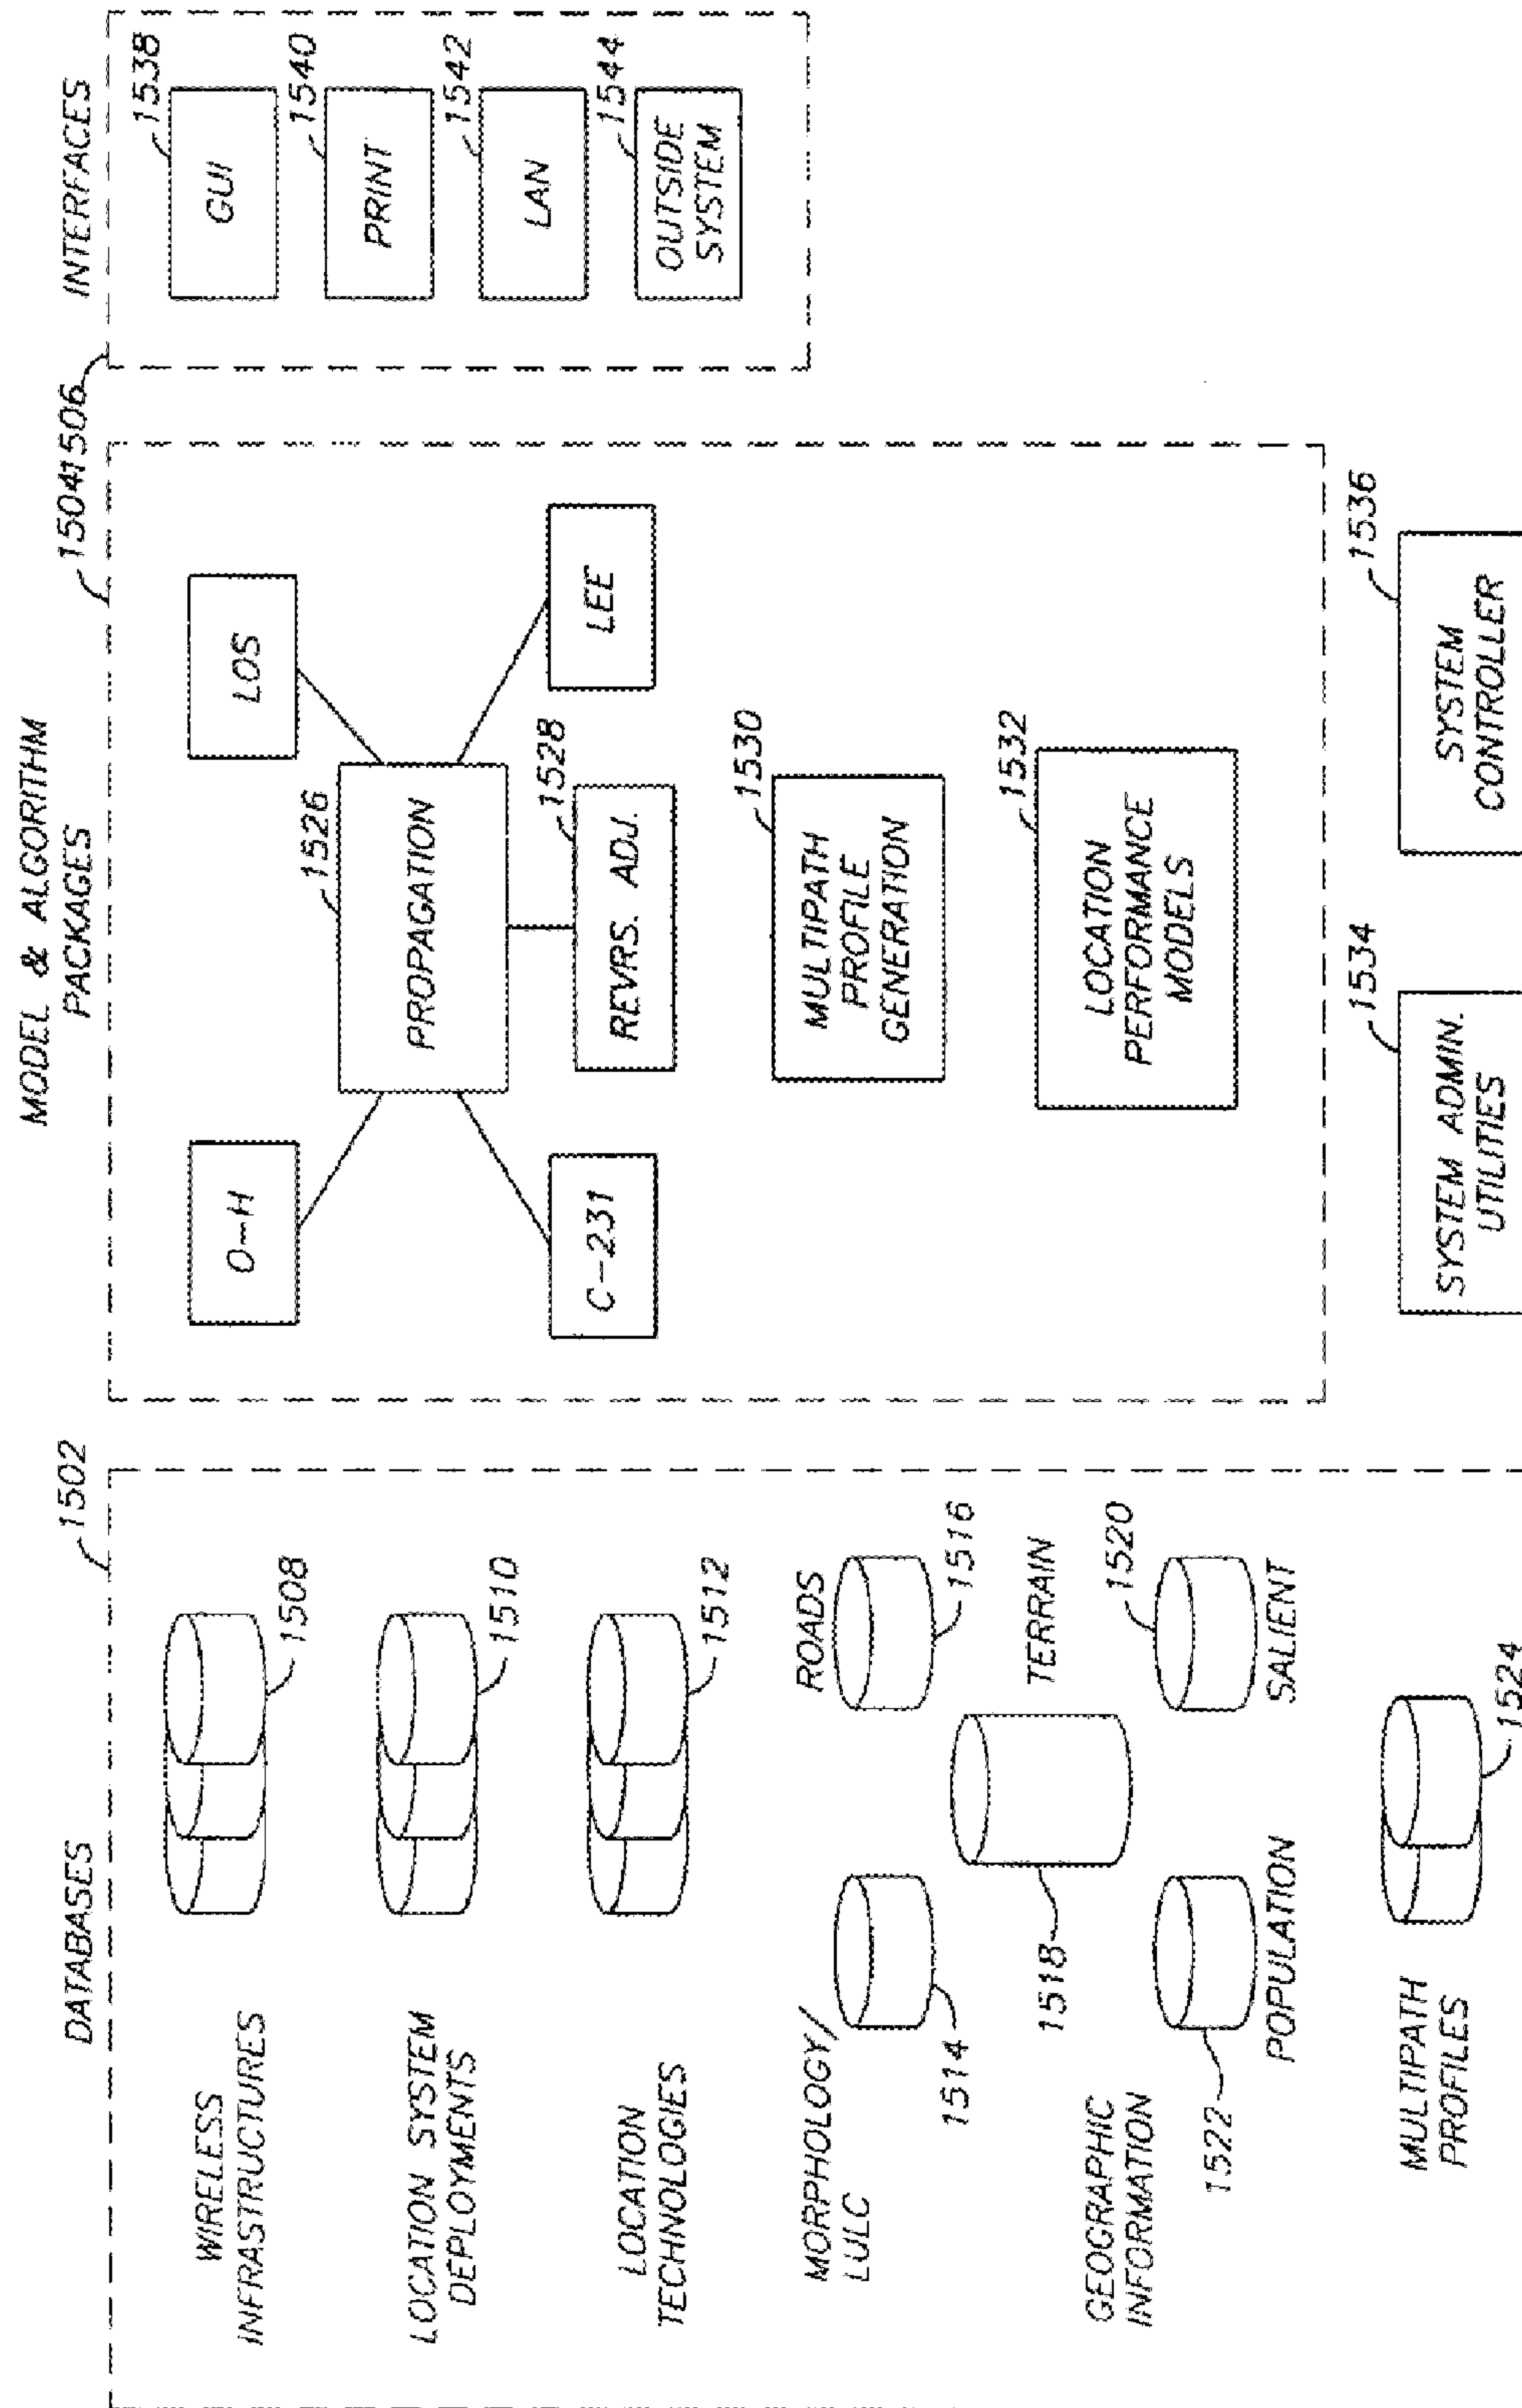 DATABASES
1502
WIRELESS
INFRASTRUCTURES
1508
LOCATION SYSTEM
DEPLOYMENTS
1510
LOCATION
TECHNOLOGIES
1512
MORPHOLOGY/
LULC
1514
ROADS
1516
GEOGRAPHIC
INFORMATION
1518
TERRAIN
1520
1522
POPULATION
SALIENT
MULTIPATH
PROFILES
1524
MODEL & ALGORITHM
PACKAGES
1504
O-H
LOS
1526
PROPAGATION
C-231
LEE
1528
REVRS. ADJ.
1530
MULTIPATH
PROFILE
GENERATION
1532
LOCATION
PERFORMANCE
MODELS
1534
SYSTEM ADMIN.
UTILITIES
1536
SYSTEM
CONTROLLER
INTERFACES
1506
1538
GUI
1540
PRINT
1542
LAN
1544
OUTSIDE
SYSTEM